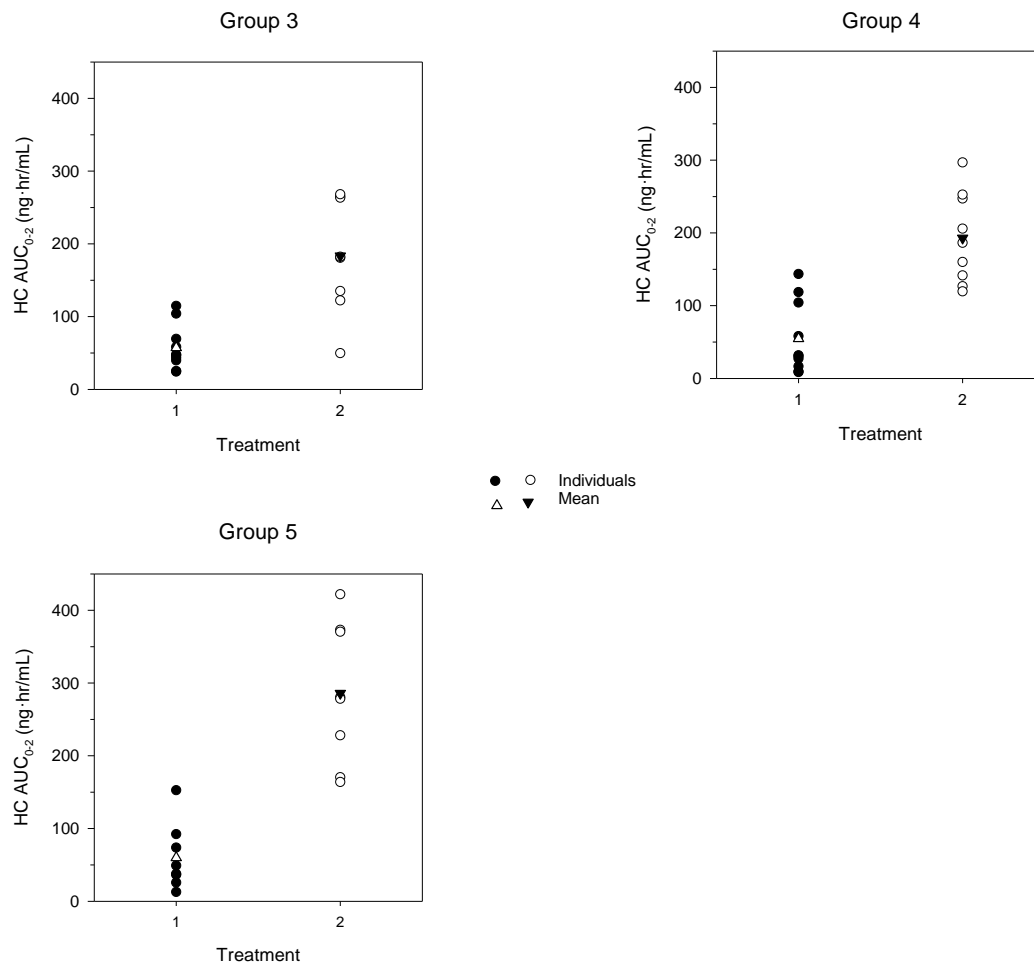 Group 3
HC AUC0-2 (ng·hr/mL)
400
300
200
100
0
1 2
Treatment
Group 4
HC AUC0-2 (ng·hr/mL)
400
300
200
100
0
1 2
Treatment
Individuals
Mean
Group 5
HC AUC0-2 (ng·hr/mL)
400
300
200
100
0
1 2
Treatment